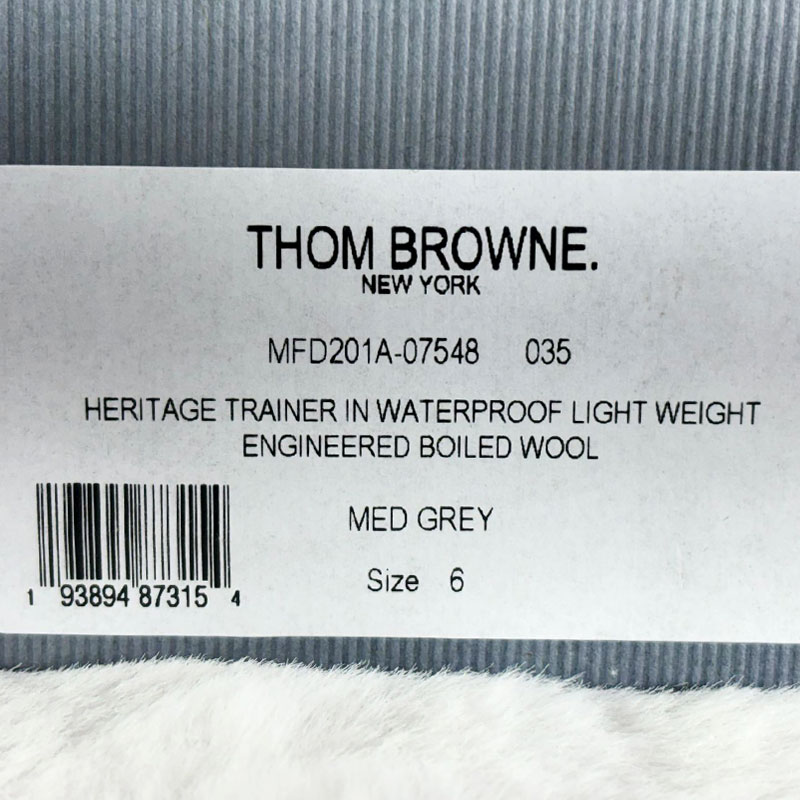 THOM BROWNE.
NEW YORK
MFD201A-07548 035
HERITAGE TRAINER IN WATERPROOF LIGHT WEIGHT
ENGINEERED BOILED WOOL
MED GREY
Size 6
1 93894 87315 4